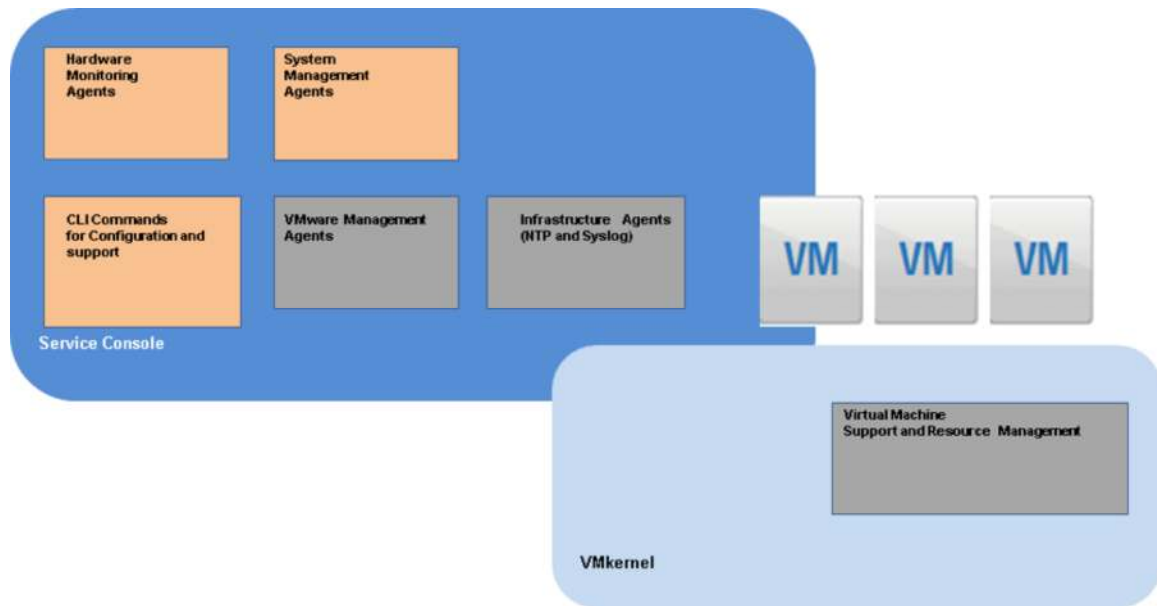 Hardware
Monitoring
Agents
System
Management
Agents
CLI Commands
for Configuration and
support
VMware Management
Agents
Infrastructure Agents
(NTP and Syslog)
VM
VM
VM
Service Console
Virtual Machine
Support and Resource Management
VMkernel